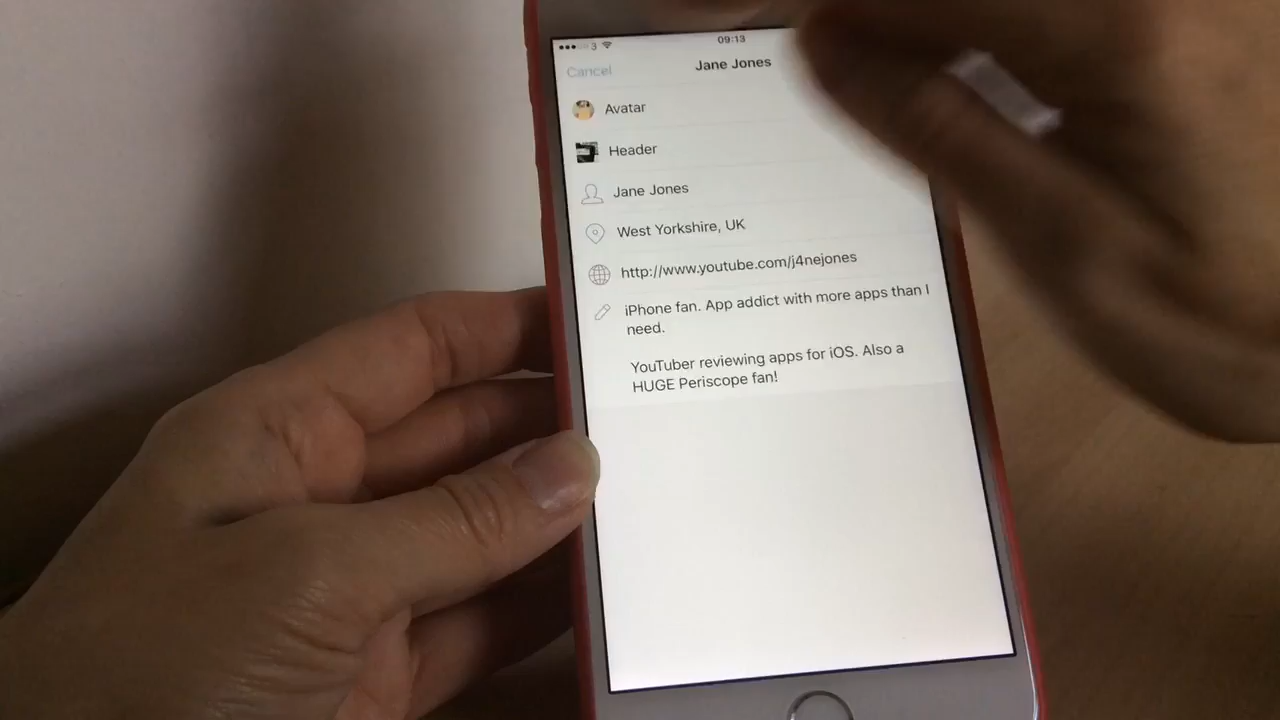 3 09:13
Cancel Jane Jones
Avatar
Header
Jane Jones
West Yorkshire, UK
http://www.youtube.com/j4nejones
iPhone fan. App addict with more apps than I
need.
YouTuber reviewing apps for iOS. Also a
HUGE Periscope fan!